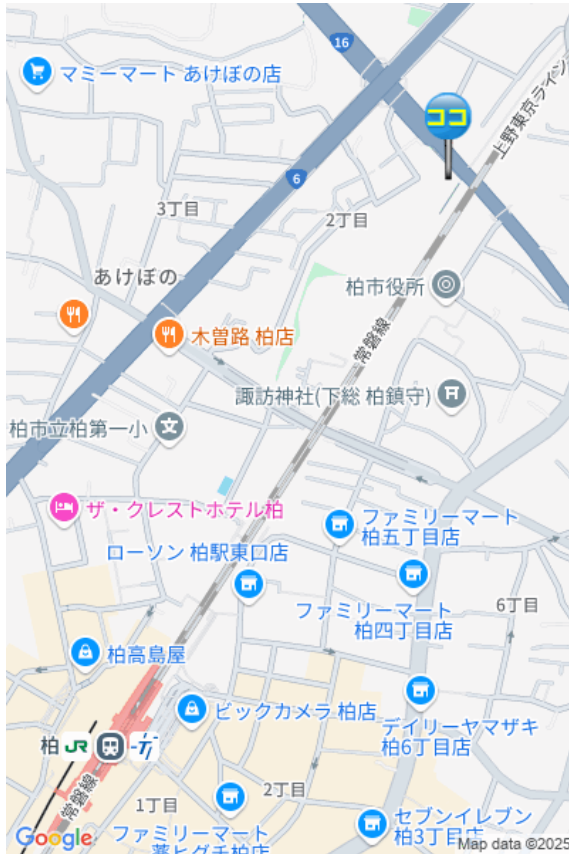 16
マミーマート あけぼの店
ココ
上野東京ライン
6
3丁目
2丁目
あけぼの
柏市役所
常磐線
木曽路 柏店
諏訪神社(下総 柏鎮守)
柏市立柏第一小
ザ・クレストホテル柏
ファミリーマート
柏五丁目店
ローソン 柏駅東口店
ファミリーマート
柏四丁目店
6丁目
柏高島屋
ビックカメラ 柏店
デイリーヤマザキ
柏6丁目店
柏 JR
常磐線
1丁目
2丁目
セブンイレブン
柏3丁目店
ファミリーマート
薬ヒグチ柏店
Google
Map data ©2025